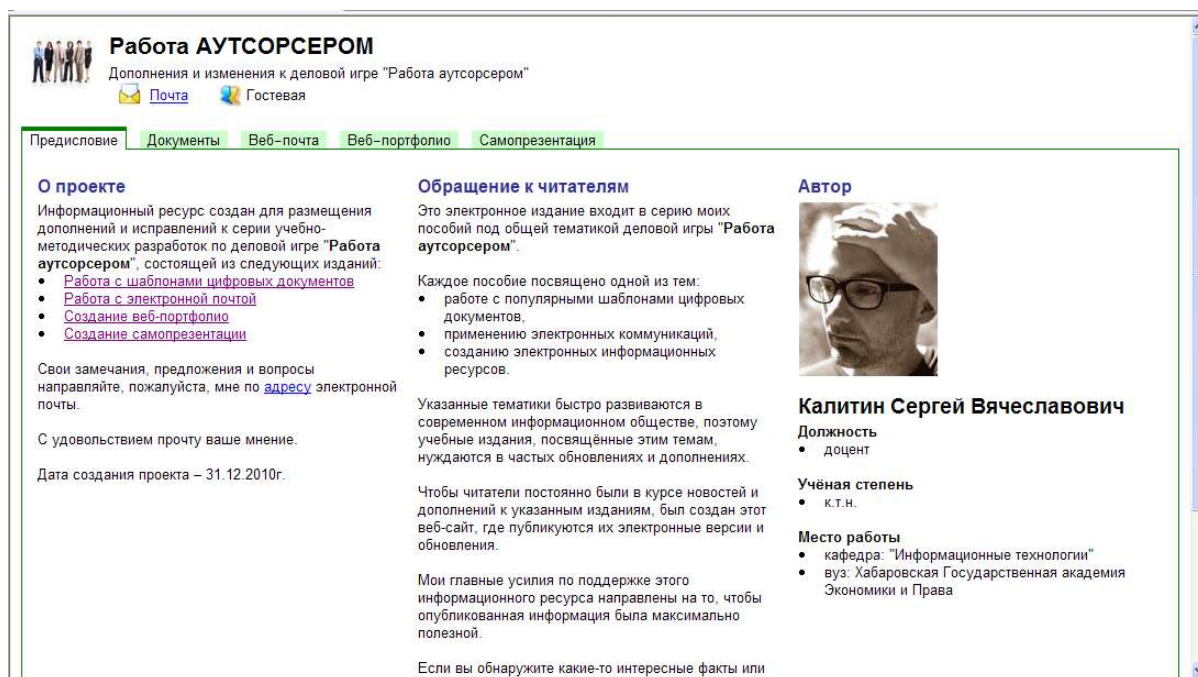 Работа АУТСОРСЕРОМ
Дополнения и изменения к деловой игре "Работа аутсорсером"
Почта Гостевая
Предисловие Документы Веб-почта Веб-портфолио Самопрезентация
О проекте
Информационный ресурс создан для размещения
дополнений и исправлений к серии учебно-
методических разработок по деловой игре "Работа
аутсорсером", состоящей из следующих изданий:
• Работа с шаблонами цифровых документов
• Работа с электронной почтой
• Создание веб-портфолио
• Создание самопрезентации
Свои замечания, предложения и вопросы
направляйте, пожалуйста, мне по адресу электронной
почты.
С удовольствием прочту ваше мнение.
Дата создания проекта – 31.12.2010г.
Обращение к читателям
Это электронное издание входит в серию моих
пособий под общей тематикой деловой игры "Работа
аутсорсером".
Каждое пособие посвящено одной из тем:
• работе с популярными шаблонами цифровых
документов,
• применению электронных коммуникаций,
• созданию электронных информационных
ресурсов.
Указанные тематики быстро развиваются в
современном информационном обществе, поэтому
учебные издания, посвящённые этим темам,
нуждаются в частых обновлениях и дополнениях.
Чтобы читатели постоянно были в курсе новостей и
дополнений к указанным изданиям, был создан этот
веб-сайт, где публикуются их электронные версии и
обновления.
Мои главные усилия по поддержке этого
информационного ресурса направлены на то, чтобы
опубликованная информация была максимально
полезной.
Если вы обнаружите какие-то интересные факты или
Автор
Калитин Сергей Вячеславович
Должность
• доцент
Учёная степень
• к.т.н.
Место работы
• кафедра: "Информационные технологии"
• вуз: Хабаровская Государственная академия
Экономики и Права